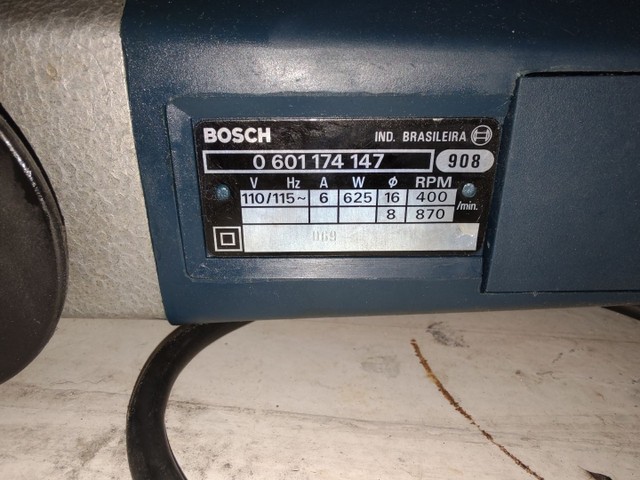 BOSCH IND. BRASILEIRA
0 601 174 147 908
V Hz A W ϕ RPM
110/115~ 6 625 16 400 /min.
8 870
069